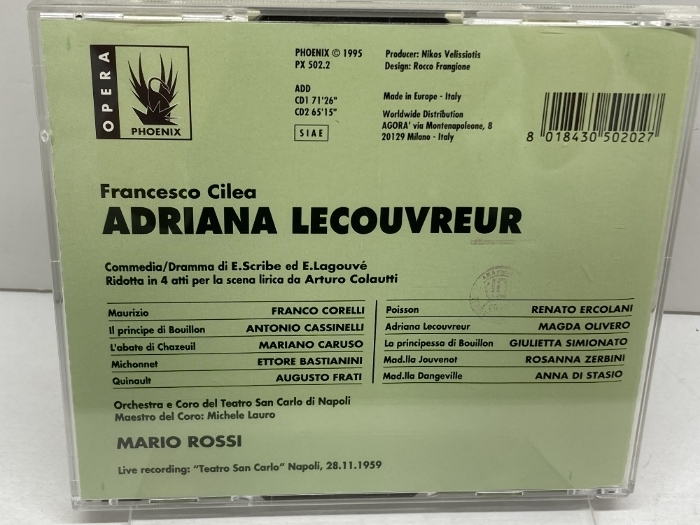 OPERA
PHOENIX
PHOENIX © 1995
PX 502.2
ADD
CD1 71'26"
CD2 65'15"
SIAE
Producer: Nikos Velissiotis
Design: Rocco Frangione
Made in Europe - Italy
Worldwide Distribution
AGORA' via Montenapoleone, 8
20129 Milano - Italy
8 018430 502027
Francesco Cilea
ADRIANA LECOUVREUR
Commedia/Dramma di E.Scribe ed E.Lagouvé
Ridotta in 4 atti per la scena lirica da Arturo Colautti
Maurizio FRANCO CORELLI
Il principe di Bouillon ANTONIO CASSINELLI
L'abate di Chazeuil MARIANO CARUSO
Michonnet ETTORE BASTIANINI
Quinault AUGUSTO FRATI
Poisson RENATO ERCOLANI
Adriana Lecouvreur MAGDA OLIVERO
La principessa di Bouillon GIULIETTA SIMIONATO
Mad.lla Jouvenot ROSANNA ZERBINI
Mad.lla Dangeville ANNA DI STASIO
Orchestra e Coro del Teatro San Carlo di Napoli
Maestro del Coro: Michele Lauro
MARIO ROSSI
Live recording: "Teatro San Carlo" Napoli, 28.11.1959